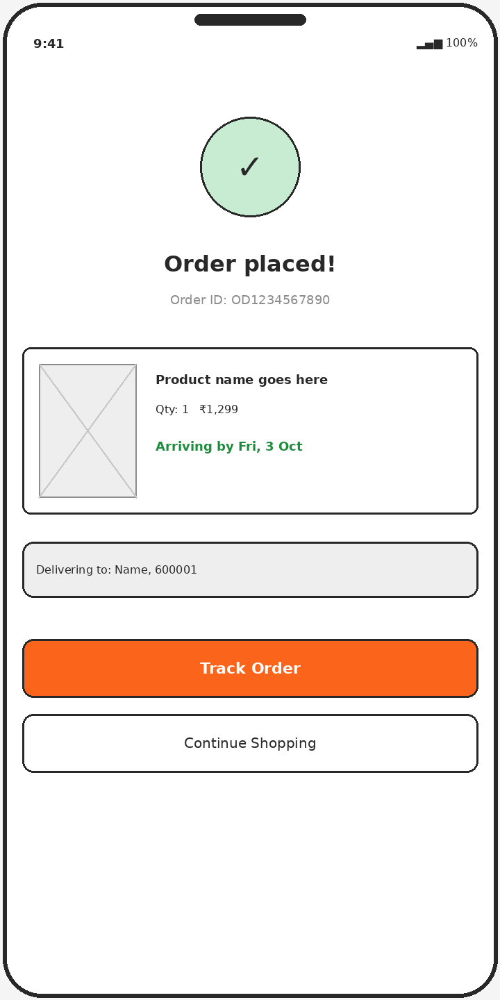 9:41
100%
✓
Order placed!
Order ID: OD1234567890
Product name goes here
Qty: 1 ₹1,299
Arriving by Fri, 3 Oct
Delivering to: Name, 600001
Track Order
Continue Shopping